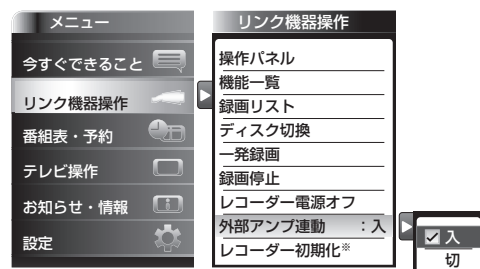 メニュー
今すぐできること
リンク機器操作
番組表・予約
テレビ操作
お知らせ・情報
設定
リンク機器操作
操作パネル
機能一覧
録画リスト
ディスク切換
一発録画
録画停止
レコーダー電源オフ
外部アンプ連動 ：入
レコーダー初期化※
入
切